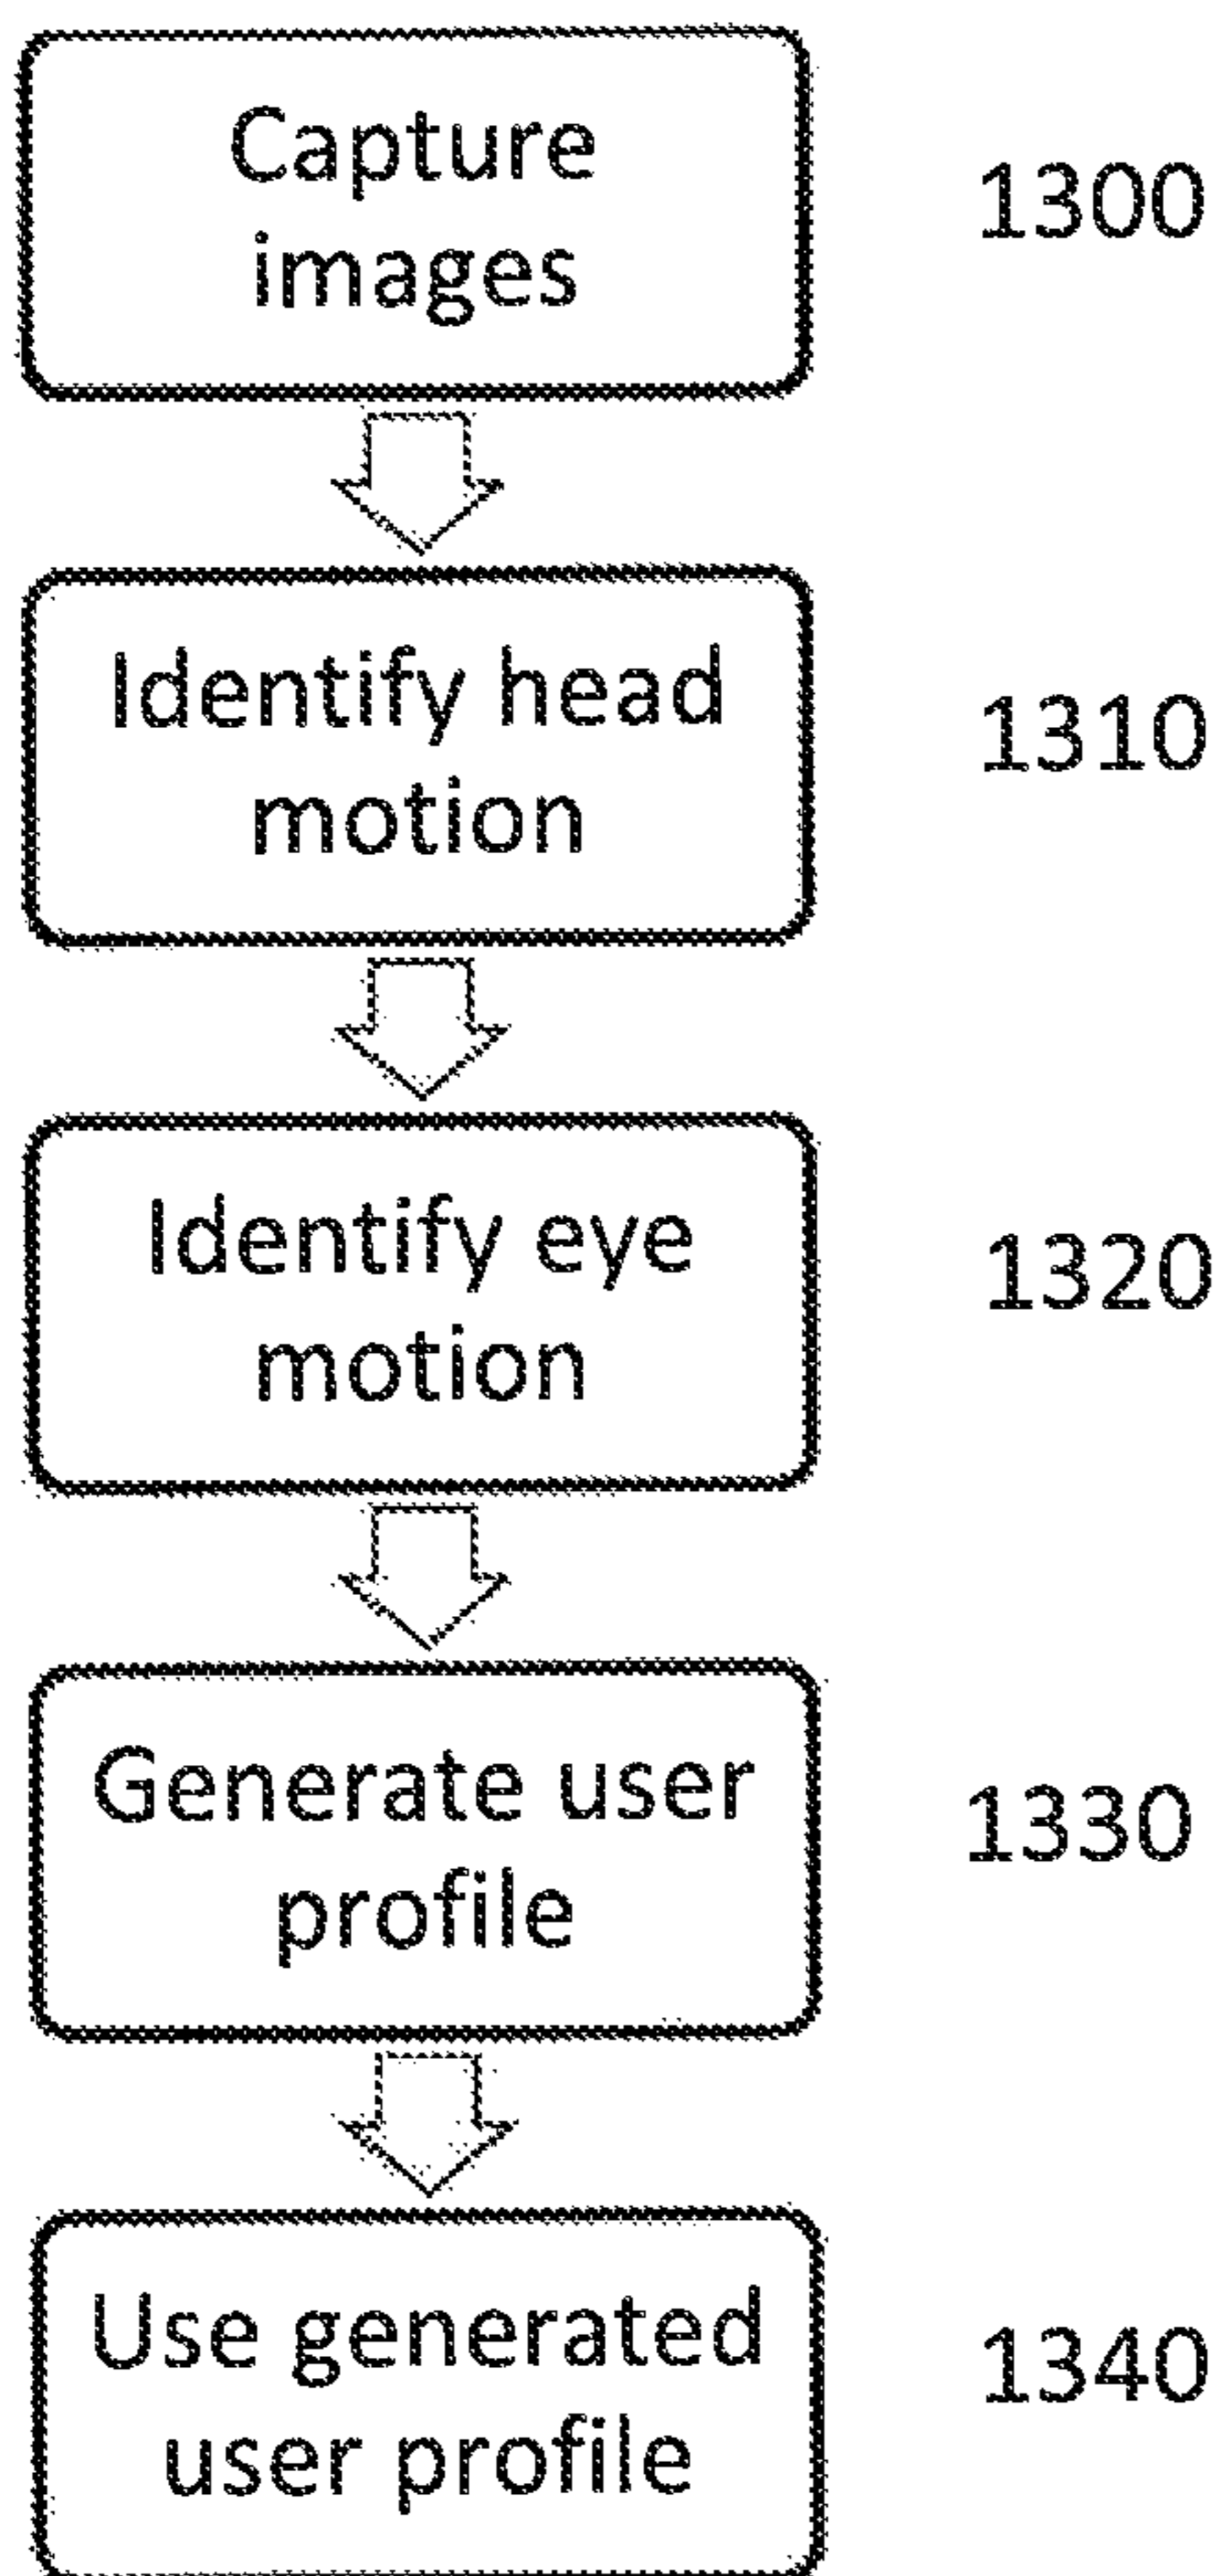 Capture
images
1300
Identify head
motion
1310
Identify eye
motion
1320
Generate user
profile
1330
Use generated
user profile
1340